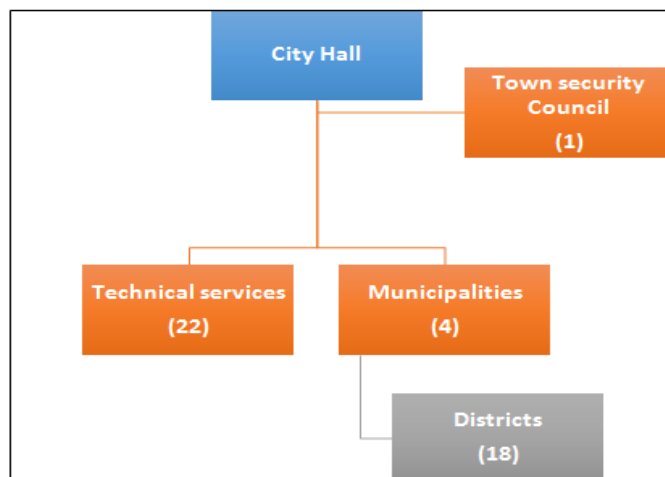 City Hall
Town security
Council
(1)
Technical services
(22)
Municipalities
(4)
Districts
(18)